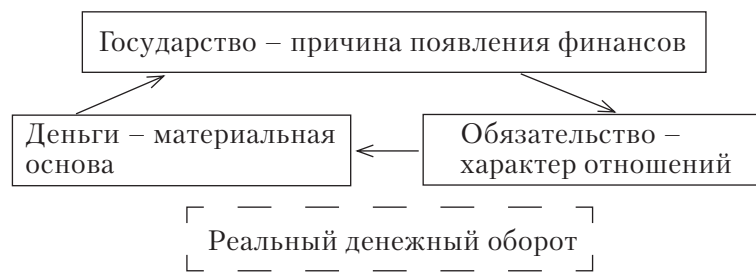 Государство – причина появления финансов
Деньги – материальная
основа
Обязательство –
характер отношений
Реальный денежный оборот